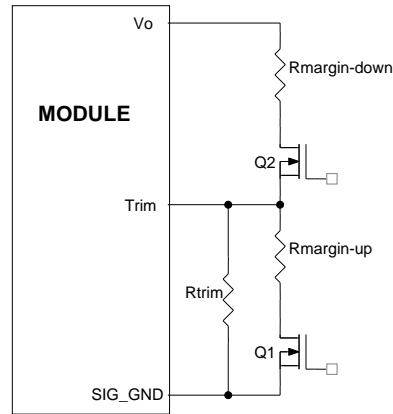 Vo
Rmargin-down
MODULE
Q2
Trim
Rmargin-up
Rtrim
Q1
SIG_GND